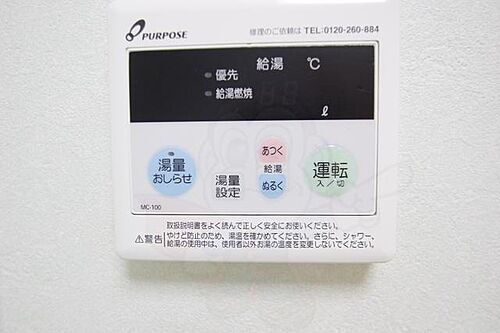 PURPOSE
修理のご依頼は TEL:0120-260-884
給湯 ℃
優先
給湯燃焼
88
ℓ
湯量
おしらせ
湯量
設定
あつく
給湯
ぬるく
運転
入/切
MC-100
⚠警告
取扱説明書をよく読んで正しく安全にお使いください。
やけど防止のため、湯温を確かめてください。さらに、シャワー、
給湯の使用中は、使用者以外お湯の温度を変更しないでください。